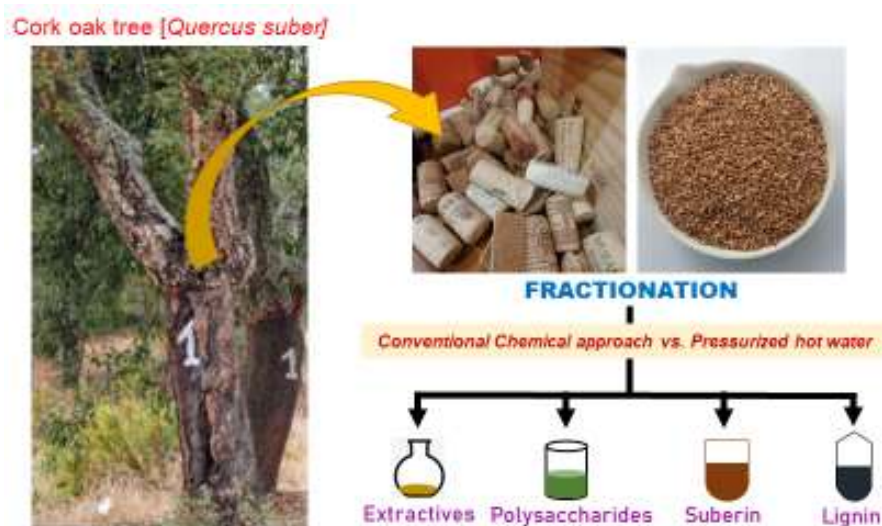 Cork oak tree [Quercus suber]
1
1
FRACTIONATION
Conventional Chemical approach vs. Pressurized hot water
Extractives
Polysaccharides
Suberin
Lignin